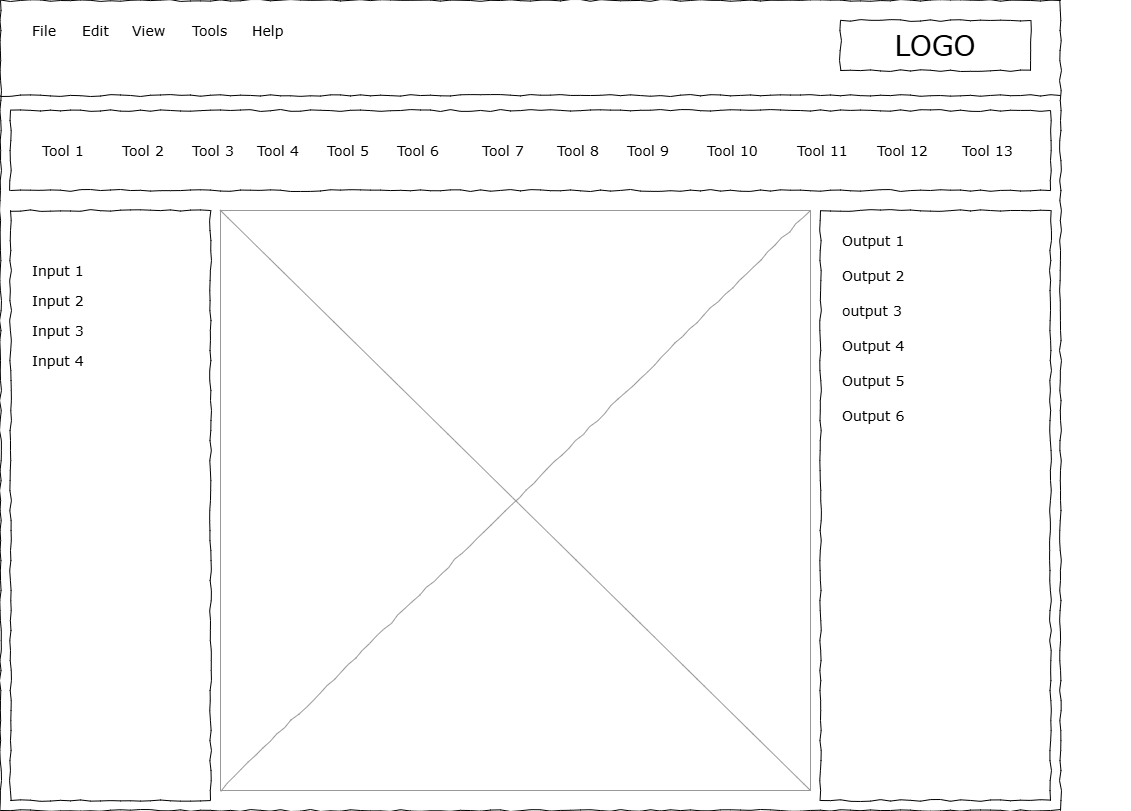 File Edit View Tools Help
LOGO
Tool 1 Tool 2 Tool 3 Tool 4 Tool 5 Tool 6 Tool 7 Tool 8 Tool 9 Tool 10 Tool 11 Tool 12 Tool 13
Input 1
Input 2
Input 3
Input 4
Output 1
Output 2
output 3
Output 4
Output 5
Output 6